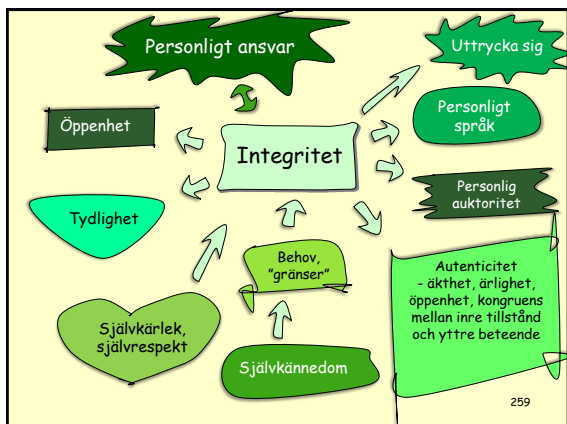 Personligt ansvar
Uttrycka sig
Öppenhet
Personligt
språk
Integritet
Personlig
auktoritet
Tydlighet
Behov,
”gränser”
Autenticitet
- äkthet, ärlighet,
öppenhet, kongruens
mellan inre tillstånd
och yttre beteende
Självkärlek,
självrespekt
Självkännedom
259